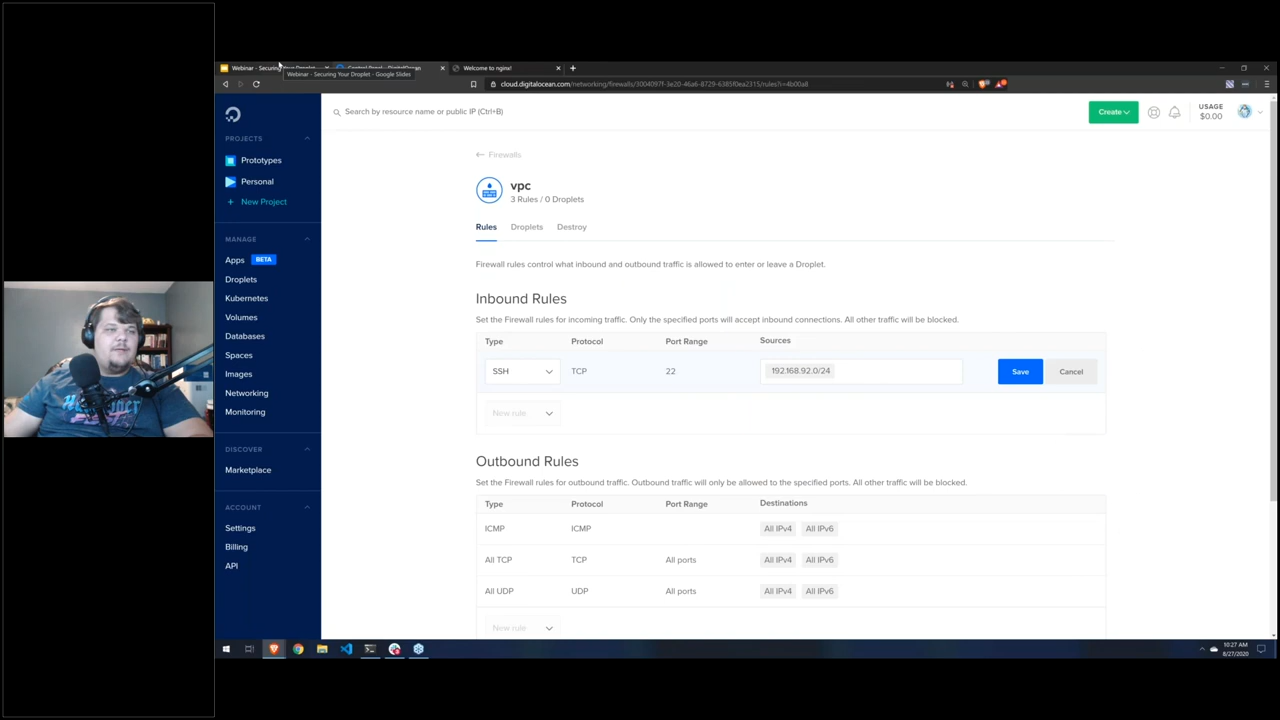 Webinar - Securing Your Droplet
Control Panel - DigitalOcean
Welcome to nginx!
Webinar - Securing Your Droplet - Google Slides
Search by resource name or public IP (Ctrl+B)
Create
USAGE
$0.00
PROJECTS
Prototypes
Personal
+ New Project
MANAGE
Apps BETA
Droplets
Kubernetes
Volumes
Databases
Spaces
Images
Networking
Monitoring
DISCOVER
Marketplace
ACCOUNT
Settings
Billing
API
← Firewalls
vpc
3 Rules / 0 Droplets
Rules Droplets Destroy
Firewall rules control what inbound and outbound traffic is allowed to enter or leave a Droplet.
Inbound Rules
Set the Firewall rules for incoming traffic. Only the specified ports will accept inbound connections. All other traffic will be blocked.
Type Protocol Port Range Sources
SSH TCP 22 192.168.92.0/24 Save Cancel
New rule
Outbound Rules
Set the Firewall rules for outbound traffic. Outbound traffic will only be allowed to the specified ports. All other traffic will be blocked.
Type Protocol Port Range Destinations
ICMP ICMP All IPv4 All IPv6
All TCP TCP All ports All IPv4 All IPv6
All UDP UDP All ports All IPv4 All IPv6
New rule
10:27 AM
8/27/2020